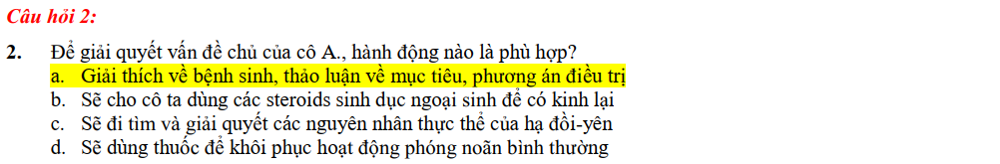 Câu hỏi 2:
2. Để giải quyết vấn đề chủ của cô A., hành động nào là phù hợp?
a. Giải thích về bệnh sinh, thảo luận về mục tiêu, phương án điều trị
b. Sẽ cho cô ta dùng các steroids sinh dục ngoại sinh để có kinh lại
c. Sẽ đi tìm và giải quyết các nguyên nhân thực thể của hạ đồi-yên
d. Sẽ dùng thuốc để khôi phục hoạt động phóng noãn bình thường